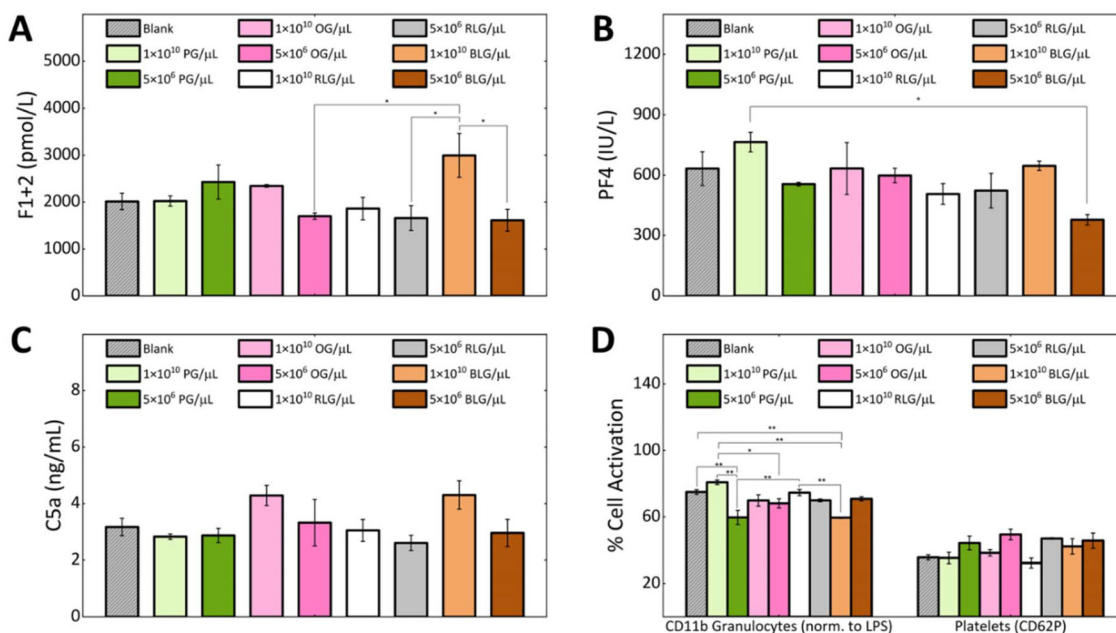 A
Blank
1×10¹⁰ OG/μL
5×10⁶ RLG/μL
1×10¹⁰ PG/μL
5×10⁶ OG/μL
1×10¹⁰ BLG/μL
5×10⁶ PG/μL
1×10¹⁰ RLG/μL
5×10⁶ BLG/μL
F1+2 (pmol/L)
5000
4000
3000
2000
1000
0
*
*
*
B
Blank
1×10¹⁰ OG/μL
5×10⁶ RLG/μL
1×10¹⁰ PG/μL
5×10⁶ OG/μL
1×10¹⁰ BLG/μL
5×10⁶ PG/μL
1×10¹⁰ RLG/μL
5×10⁶ BLG/μL
PF4 (IU/L)
1200
900
600
300
0
*
C
Blank
1×10¹⁰ OG/μL
5×10⁶ RLG/μL
1×10¹⁰ PG/μL
5×10⁶ OG/μL
1×10¹⁰ BLG/μL
5×10⁶ PG/μL
1×10¹⁰ RLG/μL
5×10⁶ BLG/μL
C5a (ng/mL)
8
6
4
2
0
D
Blank
1×10¹⁰ OG/μL
5×10⁶ RLG/μL
1×10¹⁰ PG/μL
5×10⁶ OG/μL
1×10¹⁰ BLG/μL
5×10⁶ PG/μL
1×10¹⁰ RLG/μL
5×10⁶ BLG/μL
% Cell Activation
140
100
60
20
**
**
*
**
**
**
**
CD11b Granulocytes (norm. to LPS)
Platelets (CD62P)